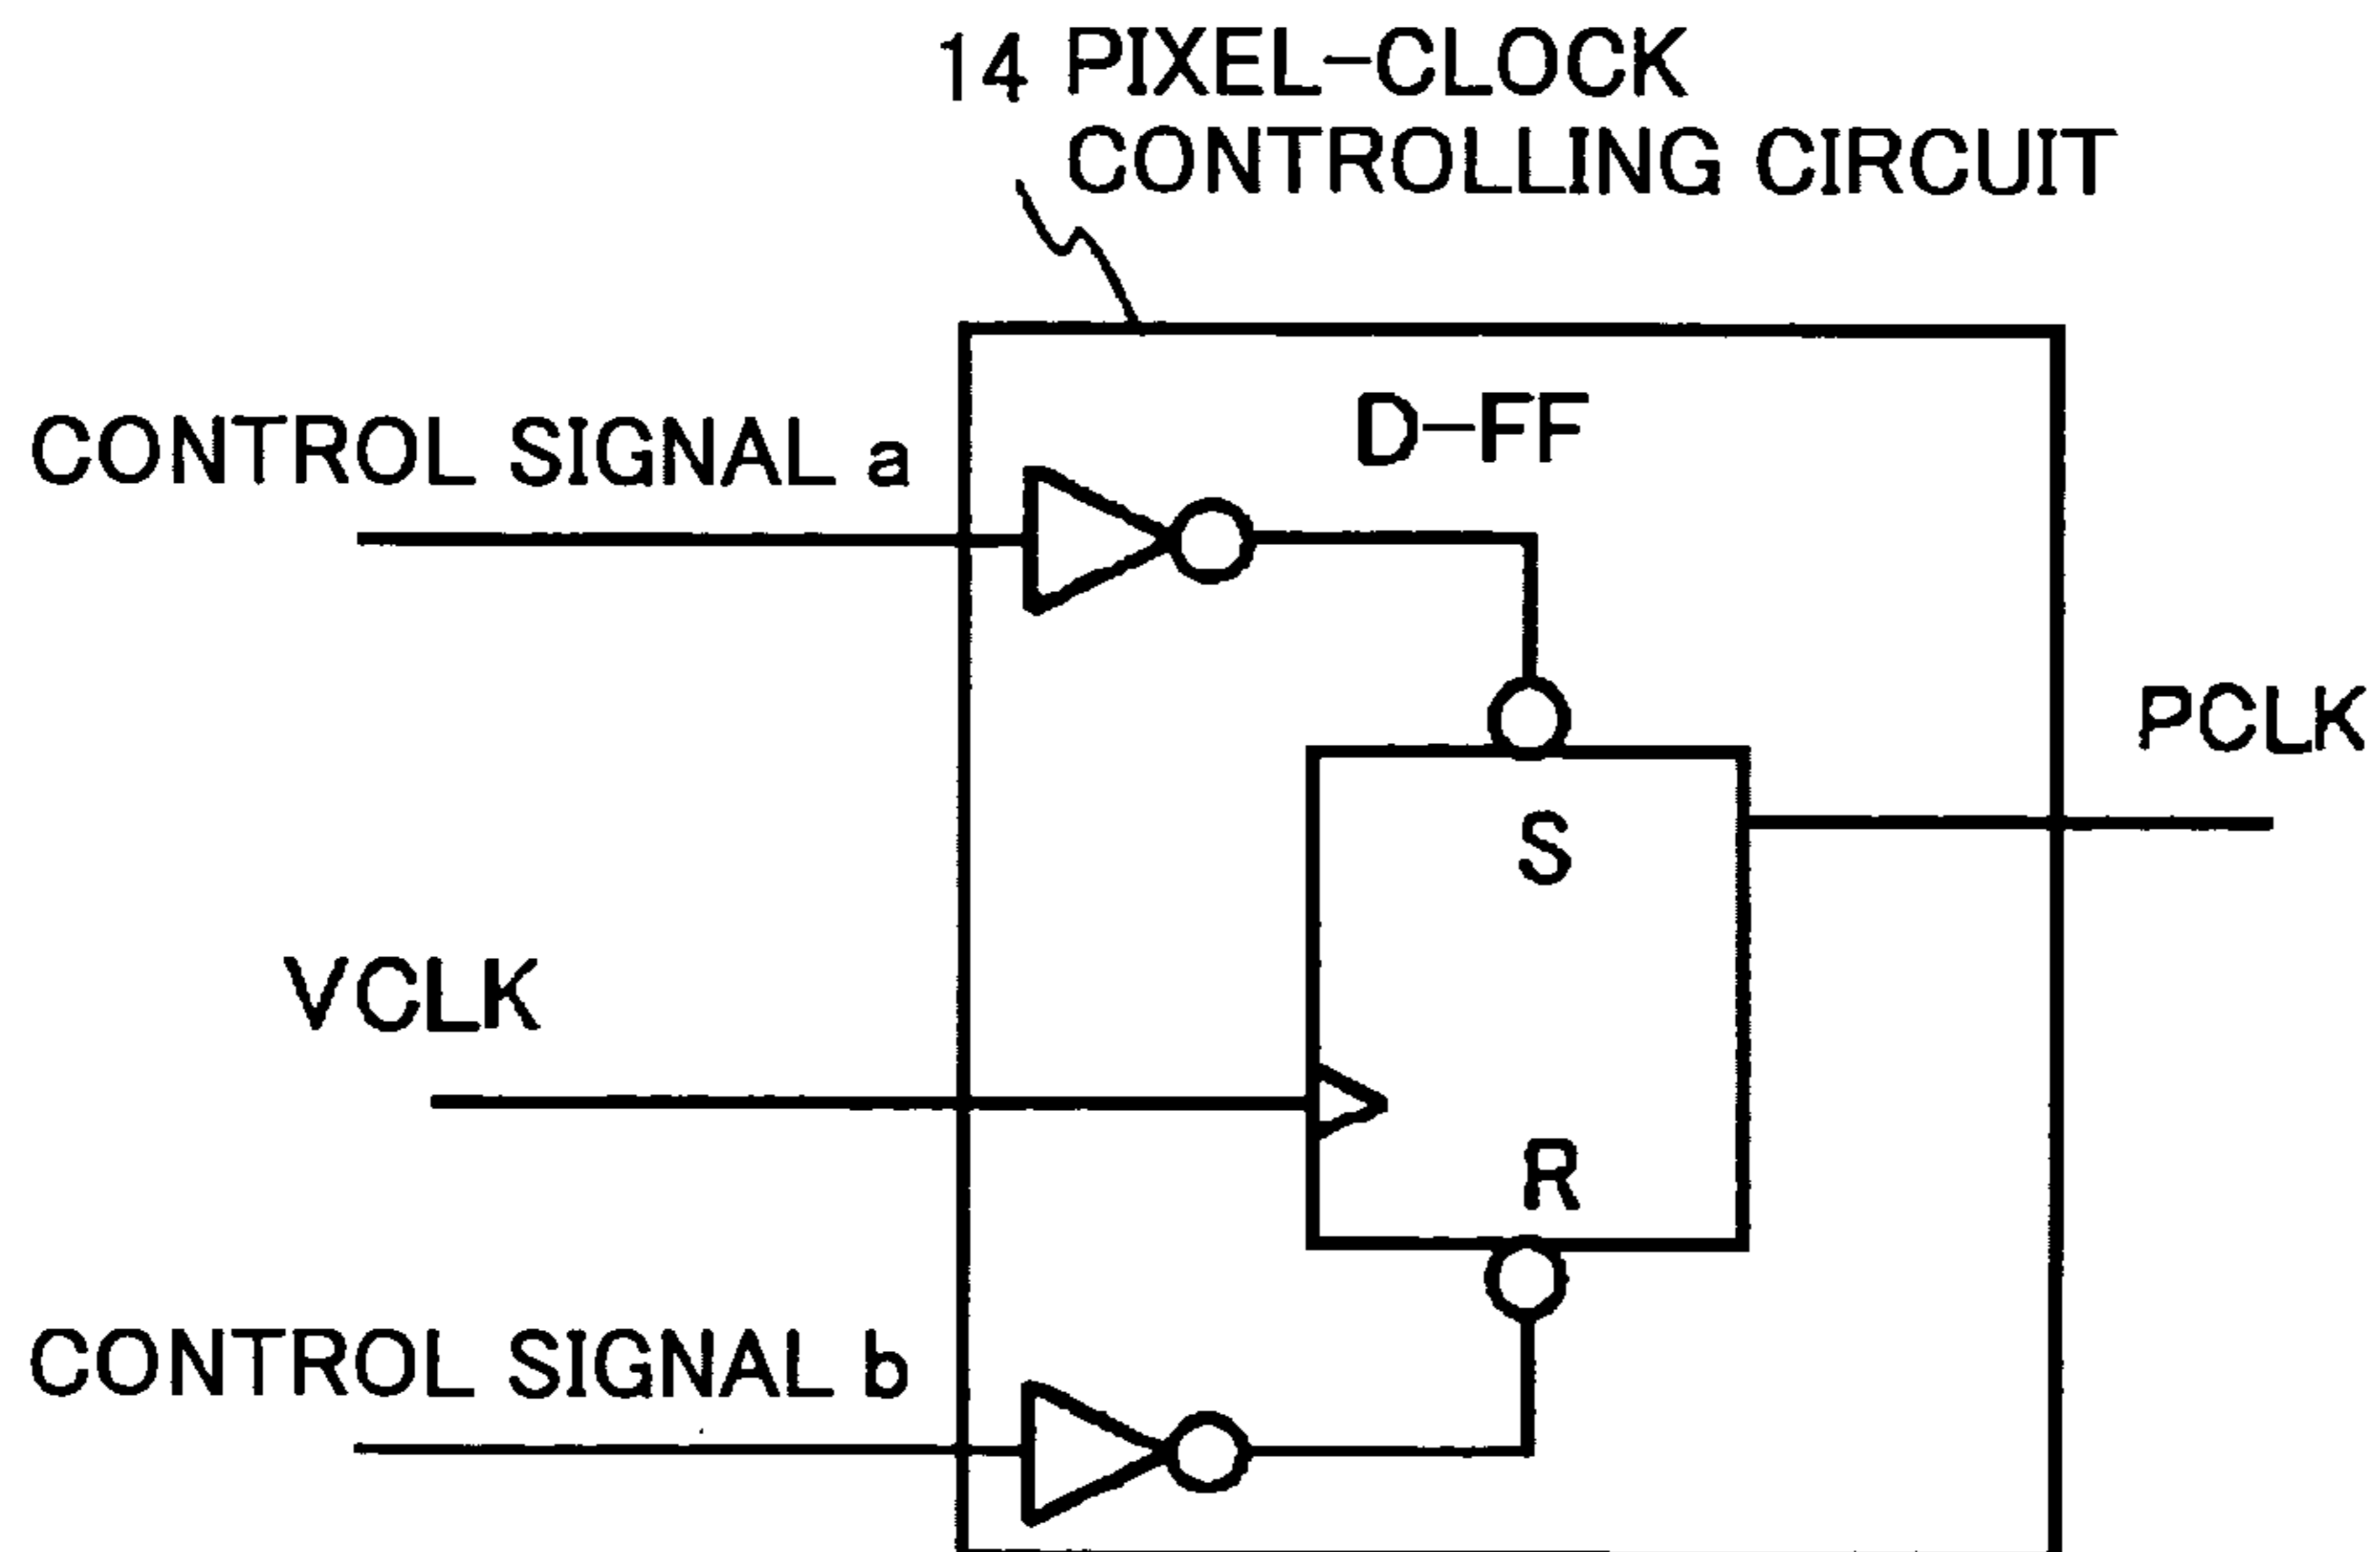 14 PIXEL-CLOCK
CONTROLLING CIRCUIT
D-FF
CONTROL SIGNAL a
PCLK
S
VCLK
R
CONTROL SIGNAL b